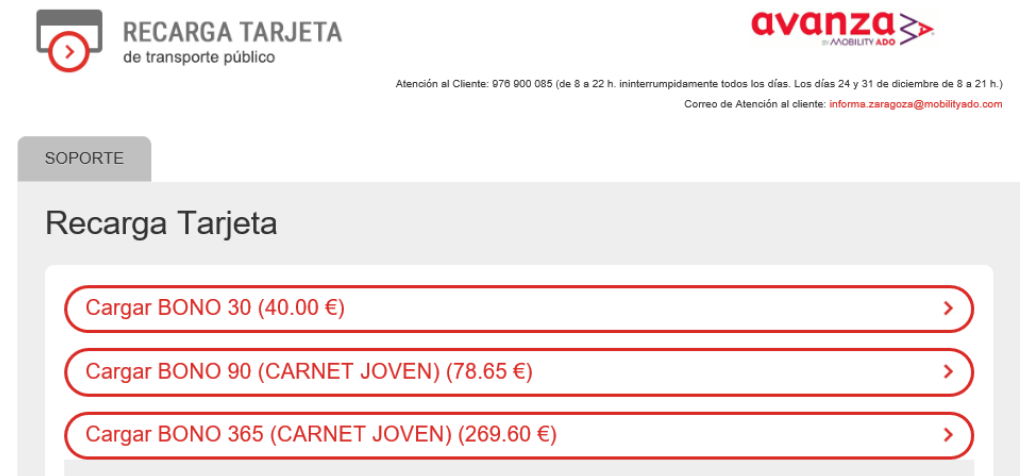 RECARGA TARJETA
de transporte público
avanza
BY MOBILITY ADO
Atención al Cliente: 976 900 085 (de 8 a 22 h. ininterrumpidamente todos los días. Los días 24 y 31 de diciembre de 8 a 21 h.)
Correo de Atención al cliente: informa.zaragoza@mobilityado.com
SOPORTE
Recarga Tarjeta
Cargar BONO 30 (40.00 €)
Cargar BONO 90 (CARNET JOVEN) (78.65 €)
Cargar BONO 365 (CARNET JOVEN) (269.60 €)